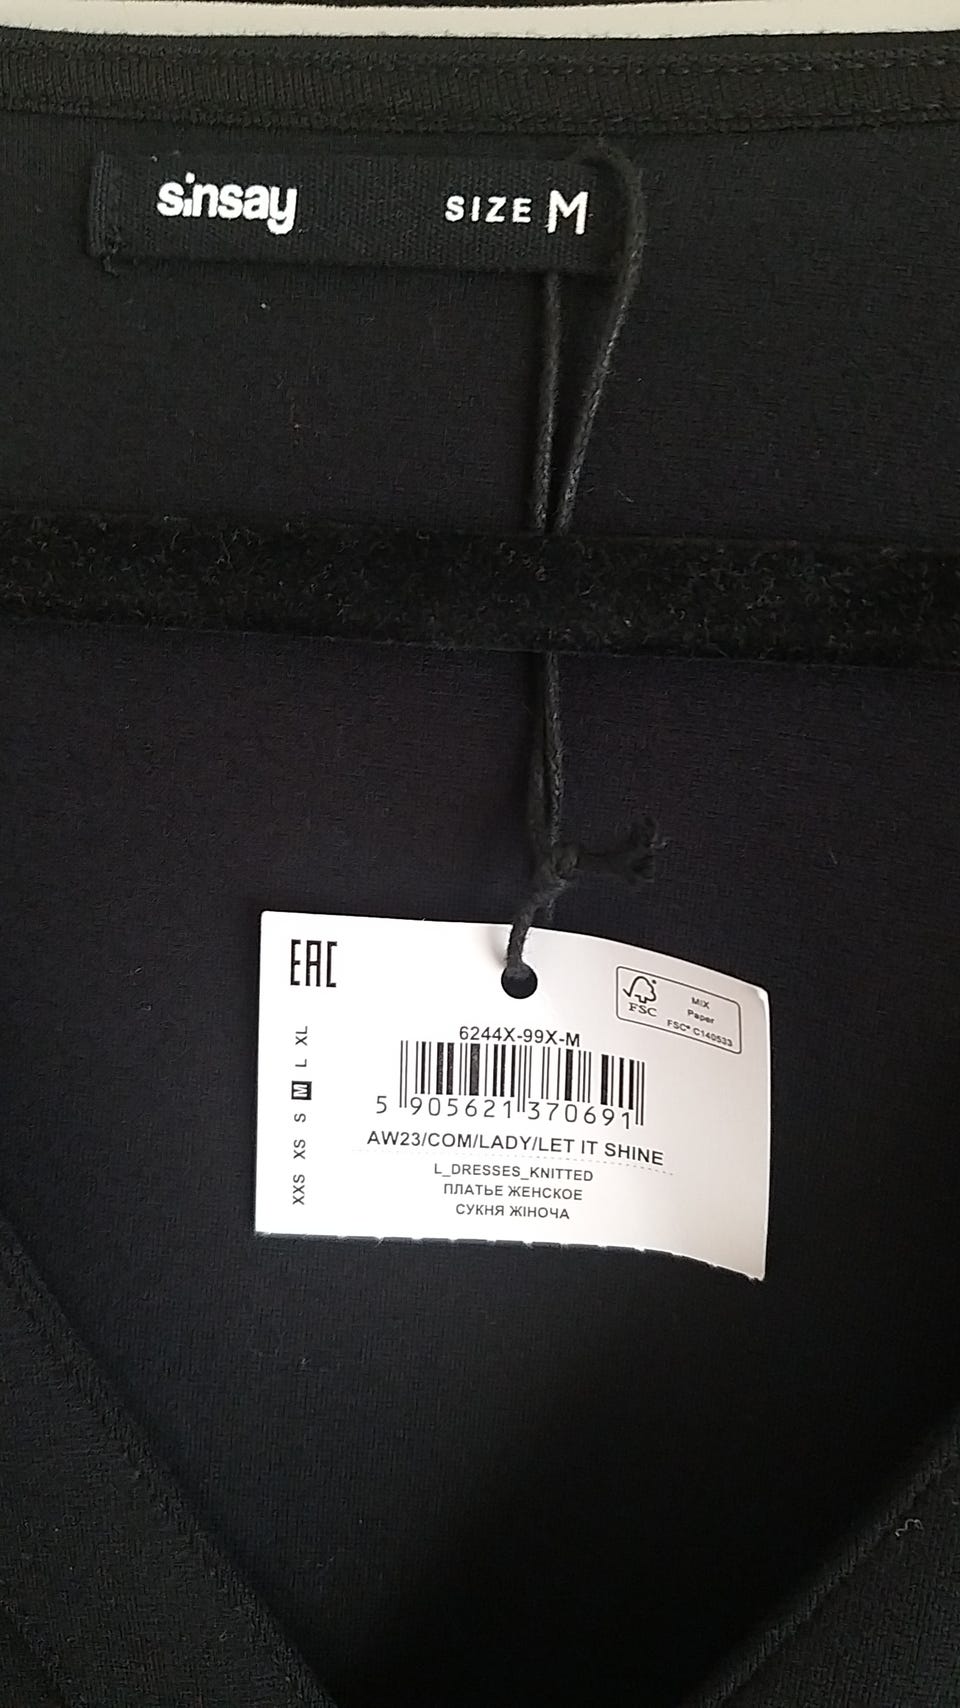 sinsay SIZE M
EAC
MIX
Paper
FSC
FSC® C140533
6244X-99X-M
5 905621 370691
AW23/COM/LADY/LET IT SHINE
L_DRESSES_KNITTED
ПЛАТЬЕ ЖЕНСКОЕ
СУКНЯ ЖІНОЧА
XXS XS S M L XL